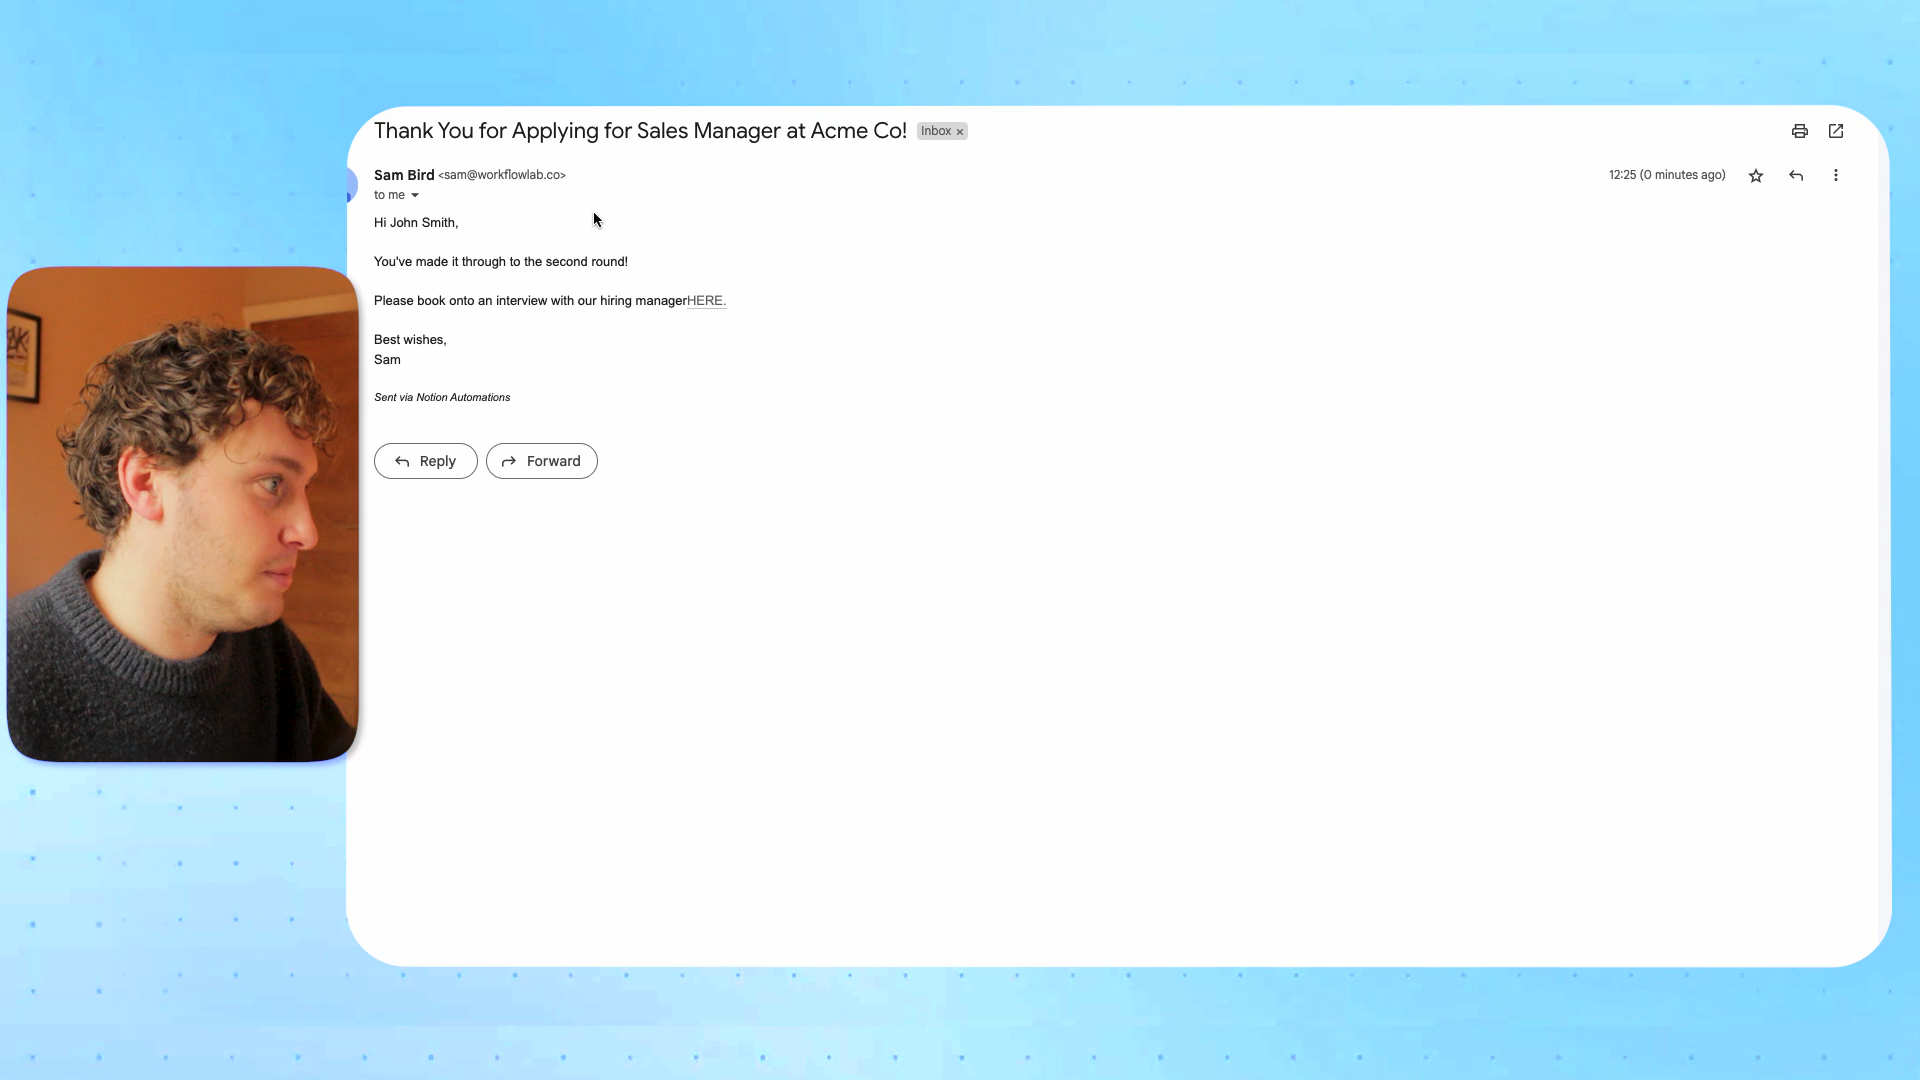 Thank You for Applying for Sales Manager at Acme Co! Inbox ×
Sam Bird <sam@workflowlab.co> 12:25 (0 minutes ago)
to me
Hi John Smith,
You've made it through to the second round!
Please book onto an interview with our hiring managerHERE.
Best wishes,
Sam
Sent via Notion Automations
Reply Forward